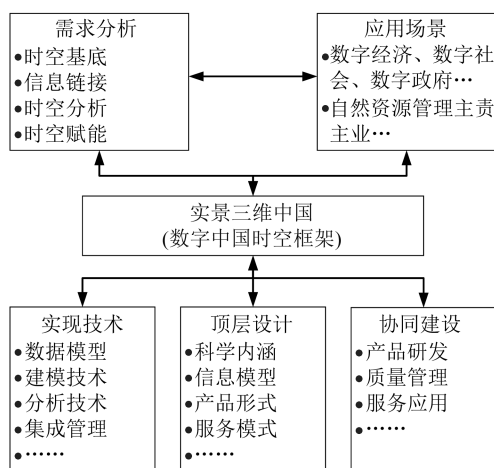 需求分析
●时空基底
●信息链接
●时空分析
●时空赋能
应用场景
●数字经济、数字社
会、数字政府…
●自然资源管理主责
主业…
实景三维中国
(数字中国时空框架)
实现技术
●数据模型
●建模技术
●分析技术
●集成管理
●……
顶层设计
●科学内涵
●信息模型
●产品形式
●服务模式
●……
协同建设
●产品研发
●质量管理
●服务应用
●……